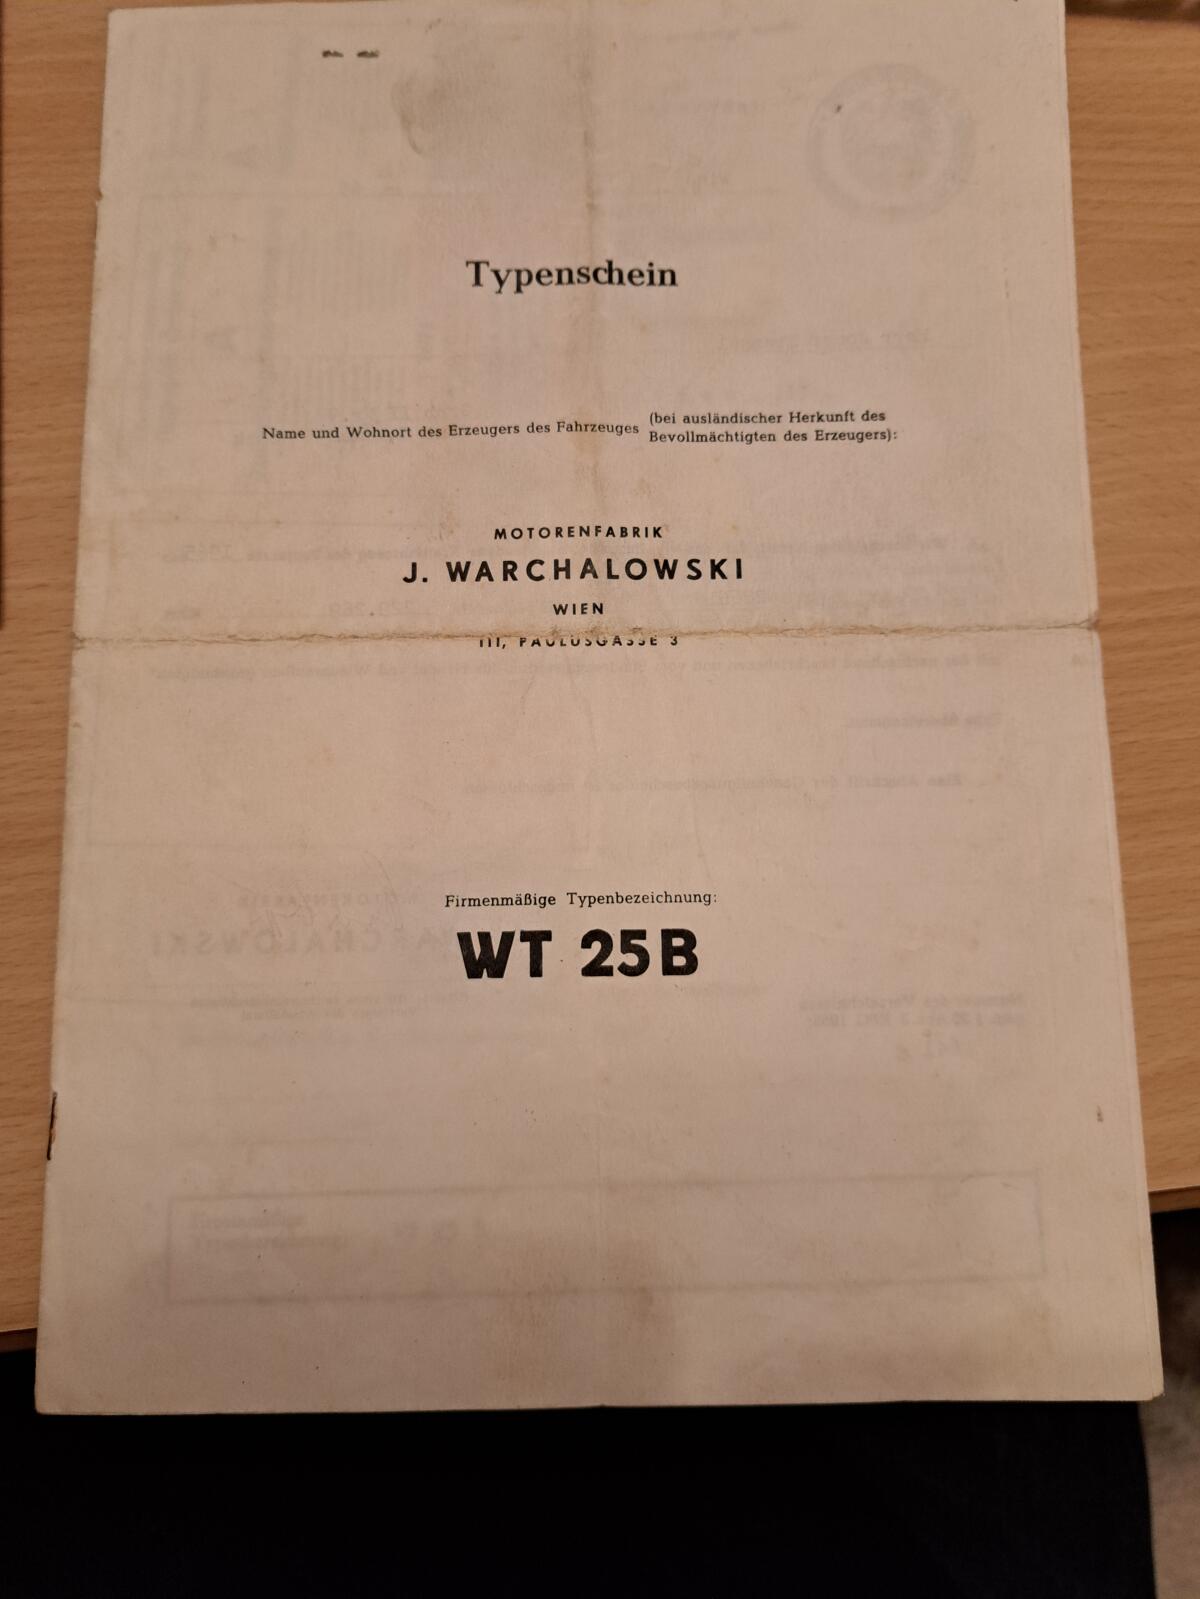 Typenschein
Name und Wohnort des Erzeugers des Fahrzeuges (bei ausländischer Herkunft des
Bevollmächtigten des Erzeugers):
MOTORENFABRIK
J. WARCHALOWSKI
WIEN
III, PAULUSGASSE 3
Firmenmäßige Typenbezeichnung:
WT 25B